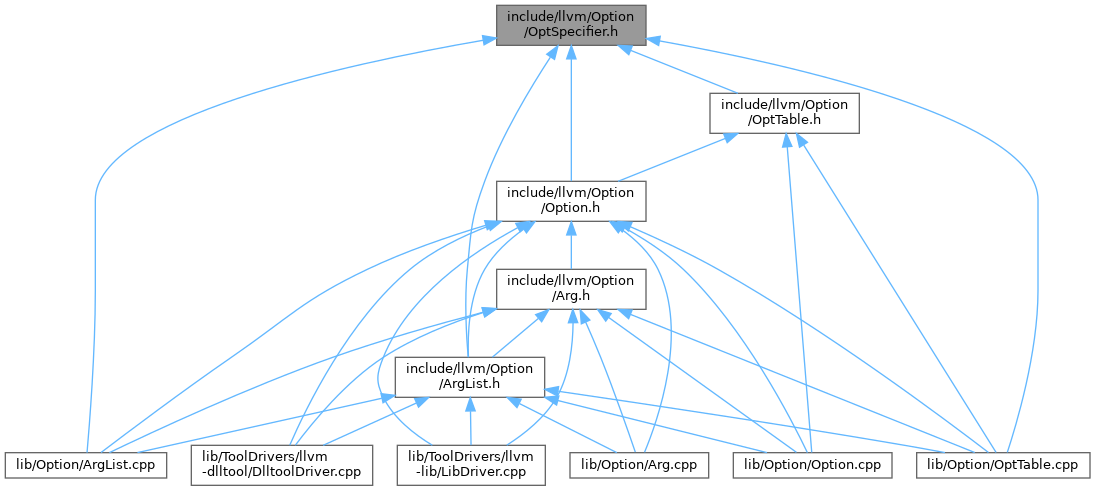 include/llvm/Option
/OptSpecifier.h
include/llvm/Option
/OptTable.h
include/llvm/Option
/Option.h
include/llvm/Option
/Arg.h
include/llvm/Option
/ArgList.h
lib/Option/ArgList.cpp
lib/ToolDrivers/llvm
-dlltool/DlltoolDriver.cpp
lib/ToolDrivers/llvm
-lib/LibDriver.cpp
lib/Option/Arg.cpp
lib/Option/Option.cpp
lib/Option/OptTable.cpp